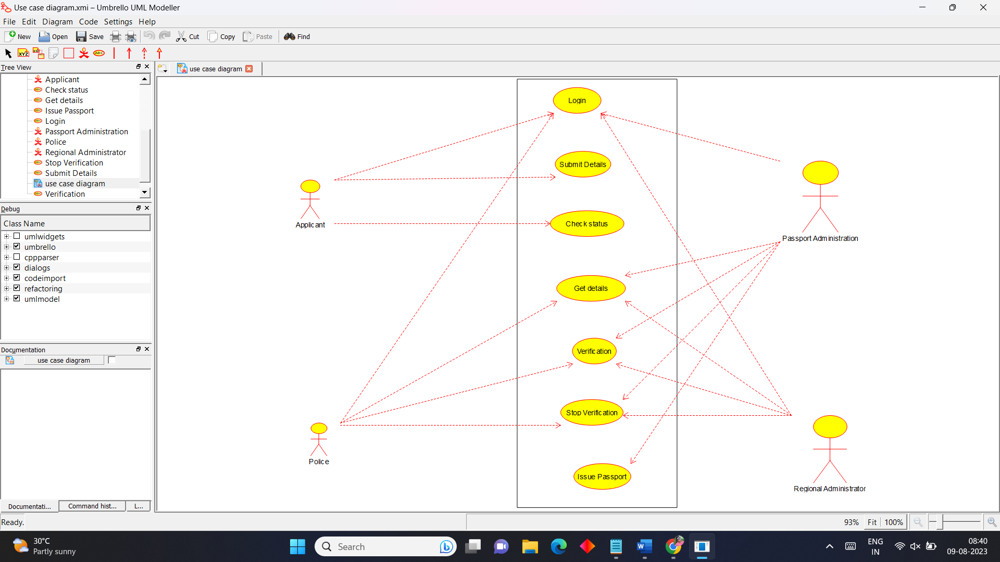 Use case diagram.xmi – Umbrello UML Modeller
File Edit Diagram Code Settings Help
New Open Save Cut Copy Paste Find
XYZ XYZ ABC
Tree View
use case diagram
Applicant
Check status
Get details
Issue Passport
Login
Passport Administration
Police
Regional Administrator
Stop Verification
Submit Details
use case diagram
Verification
Debug
Class Name
umlwidgets
umbrello
cppparser
dialogs
codeimport
refactoring
umlmodel
Documentation
use case diagram
Documentati...
Command hist...
L...
Login
Submit Details
Applicant
Check status
Passport Administration
Get details
Verification
Stop Verification
Police
Issue Passport
Regional Administrator
Ready.
93% Fit 100%
30°C
Partly sunny
Search
ENG
IN
08:40
09-08-2023